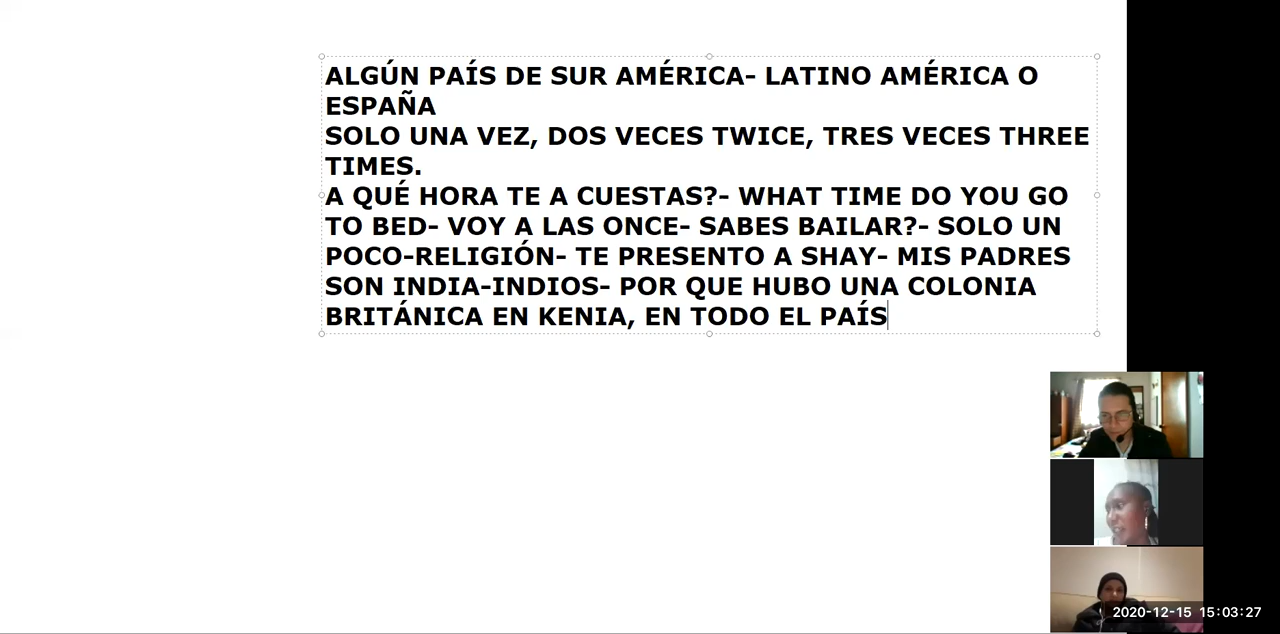 ALGÚN PAÍS DE SUR AMÉRICA- LATINO AMÉRICA O
ESPAÑA
SOLO UNA VEZ, DOS VECES TWICE, TRES VECES THREE
TIMES.
A QUÉ HORA TE A CUESTAS?- WHAT TIME DO YOU GO
TO BED- VOY A LAS ONCE- SABES BAILAR?- SOLO UN
POCO-RELIGIÓN- TE PRESENTO A SHAY- MIS PADRES
SON INDIA-INDIOS- POR QUE HUBO UNA COLONIA
BRITÁNICA EN KENIA, EN TODO EL PAÍS
2020-12-15 15:03:27